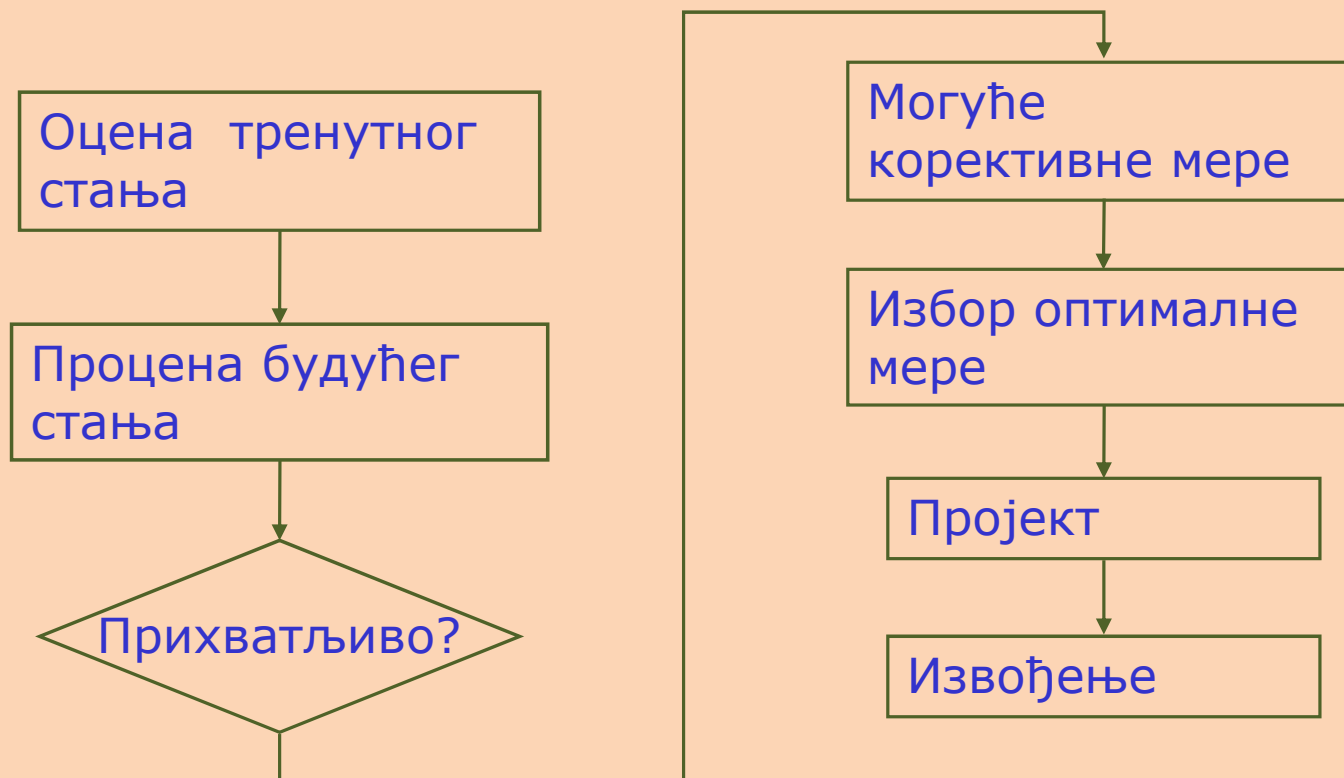 Оцена тренутног
стања
Процена будућег
стања
Прихватљиво?
Могуће
корективне мере
Избор оптималне
мере
Пројект
Извођење